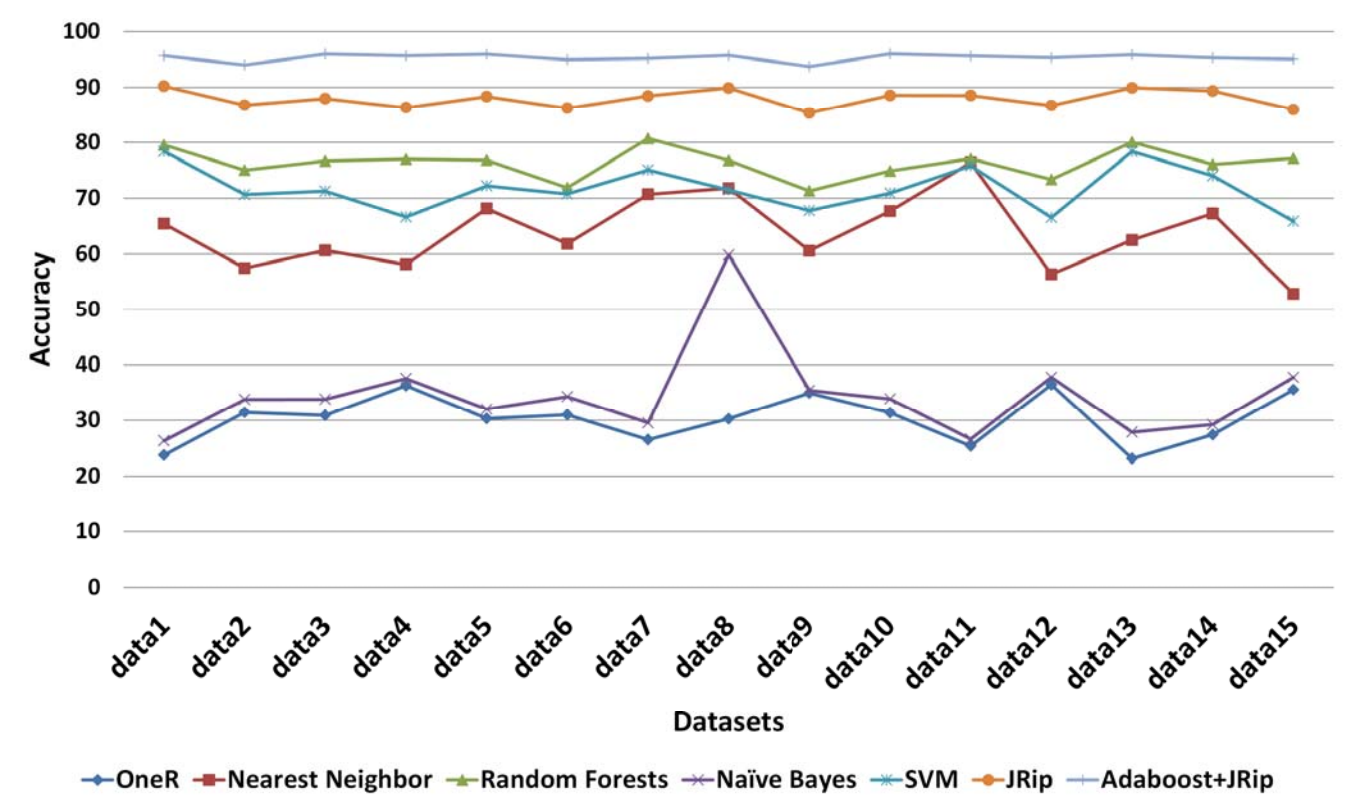 100
90
80
70
60
50
40
30
20
10
0
Accuracy
data1
data2
data3
data4
data5
data6
data7
data8
data9
data10
data11
data12
data13
data14
data15
Datasets
OneR Nearest Neighbor Random Forests Naïve Bayes SVM JRip Adaboost+JRip